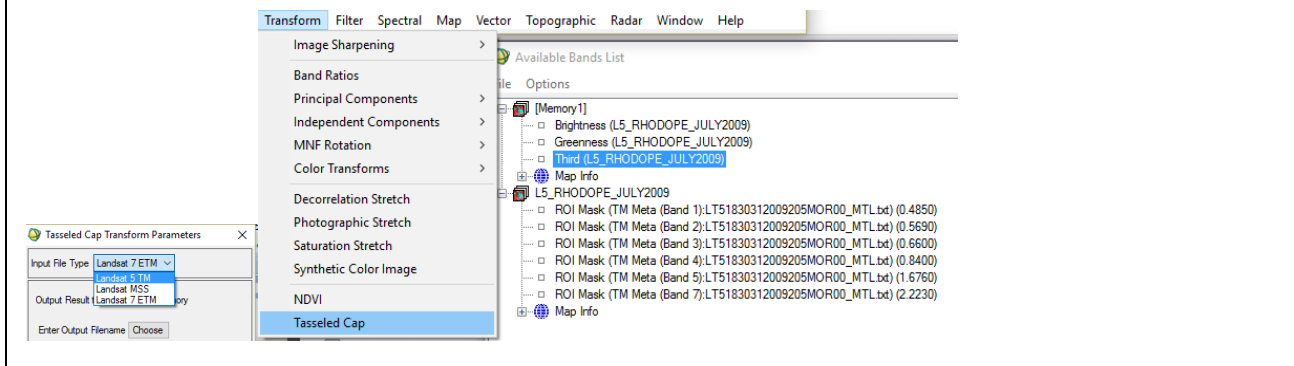 Transform Filter Spectral Map Vector Topographic Radar Window Help
Image Sharpening
Band Ratios
Principal Components
Independent Components
MNF Rotation
Color Transforms
Decorrelation Stretch
Photographic Stretch
Saturation Stretch
Synthetic Color Image
NDVI
Tasseled Cap
Available Bands List
ile Options
[Memory1]
Brightness (L5_RHODOPE_JULY2009)
Greenness (L5_RHODOPE_JULY2009)
Third (L5_RHODOPE_JULY2009)
Map Info
L5_RHODOPE_JULY2009
ROI Mask (TM Meta (Band 1):LT51830312009205MOR00_MTL.txt) (0.4850)
ROI Mask (TM Meta (Band 2):LT51830312009205MOR00_MTL.txt) (0.5690)
ROI Mask (TM Meta (Band 3):LT51830312009205MOR00_MTL.txt) (0.6600)
ROI Mask (TM Meta (Band 4):LT51830312009205MOR00_MTL.txt) (0.8400)
ROI Mask (TM Meta (Band 5):LT51830312009205MOR00_MTL.txt) (1.6760)
ROI Mask (TM Meta (Band 7):LT51830312009205MOR00_MTL.txt) (2.2230)
Map Info
Tasseled Cap Transform Parameters
Input File Type Landsat 7 ETM
Landsat 5 TM
Landsat MSS
Output Result t Landsat 7 ETM ory
Enter Output Filename Choose